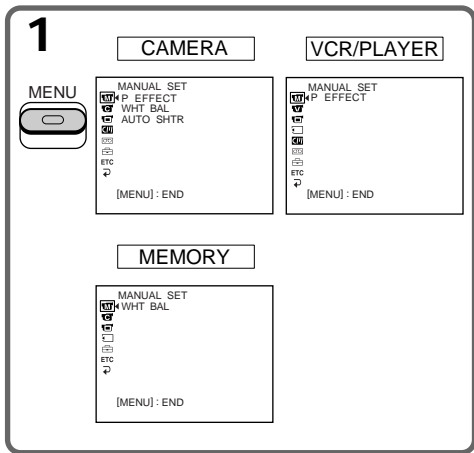 1
CAMERA
VCR/PLAYER
MENU
MANUAL SET
P EFFECT
WHT BAL
AUTO SHTR
ETC
[MENU] : END
MANUAL SET
P EFFECT
ETC
[MENU] : END
MEMORY
MANUAL SET
WHT BAL
ETC
[MENU] : END